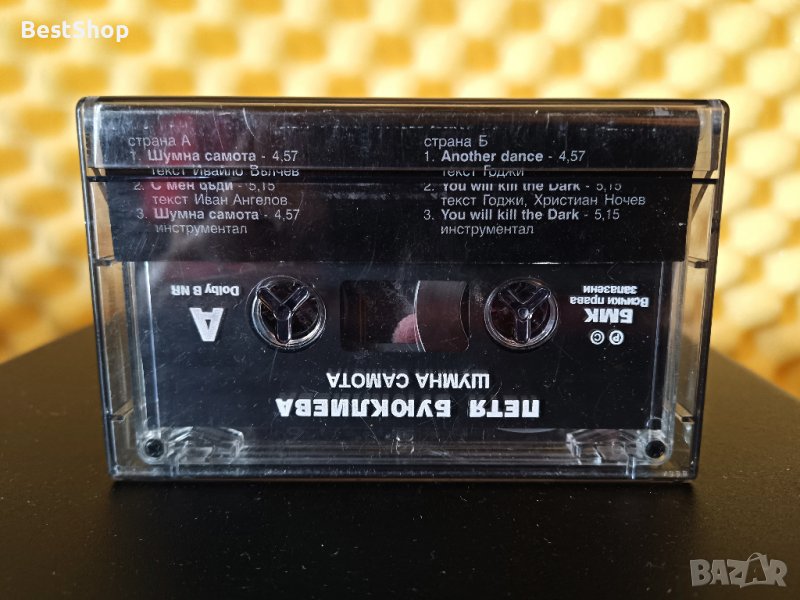 BestShop
страна А
1. Шумна самота - 4,57
текст Ивайло Вълчев
2. С мен бъди - 5,15
текст Иван Ангелов
3. Шумна самота - 4,57
инструментал
страна Б
1. Another dance - 4,57
текст Годжи
2. You will kill the Dark - 5,15
текст Годжи, Християн Ночев
3. You will kill the Dark - 5,15
инструментал
ПЕТЯ БУЮКЛИЕВА
ШУМНА САМОТА
P C
БМК
Всички права
запазени
A
Dolby B NR
BAZAR